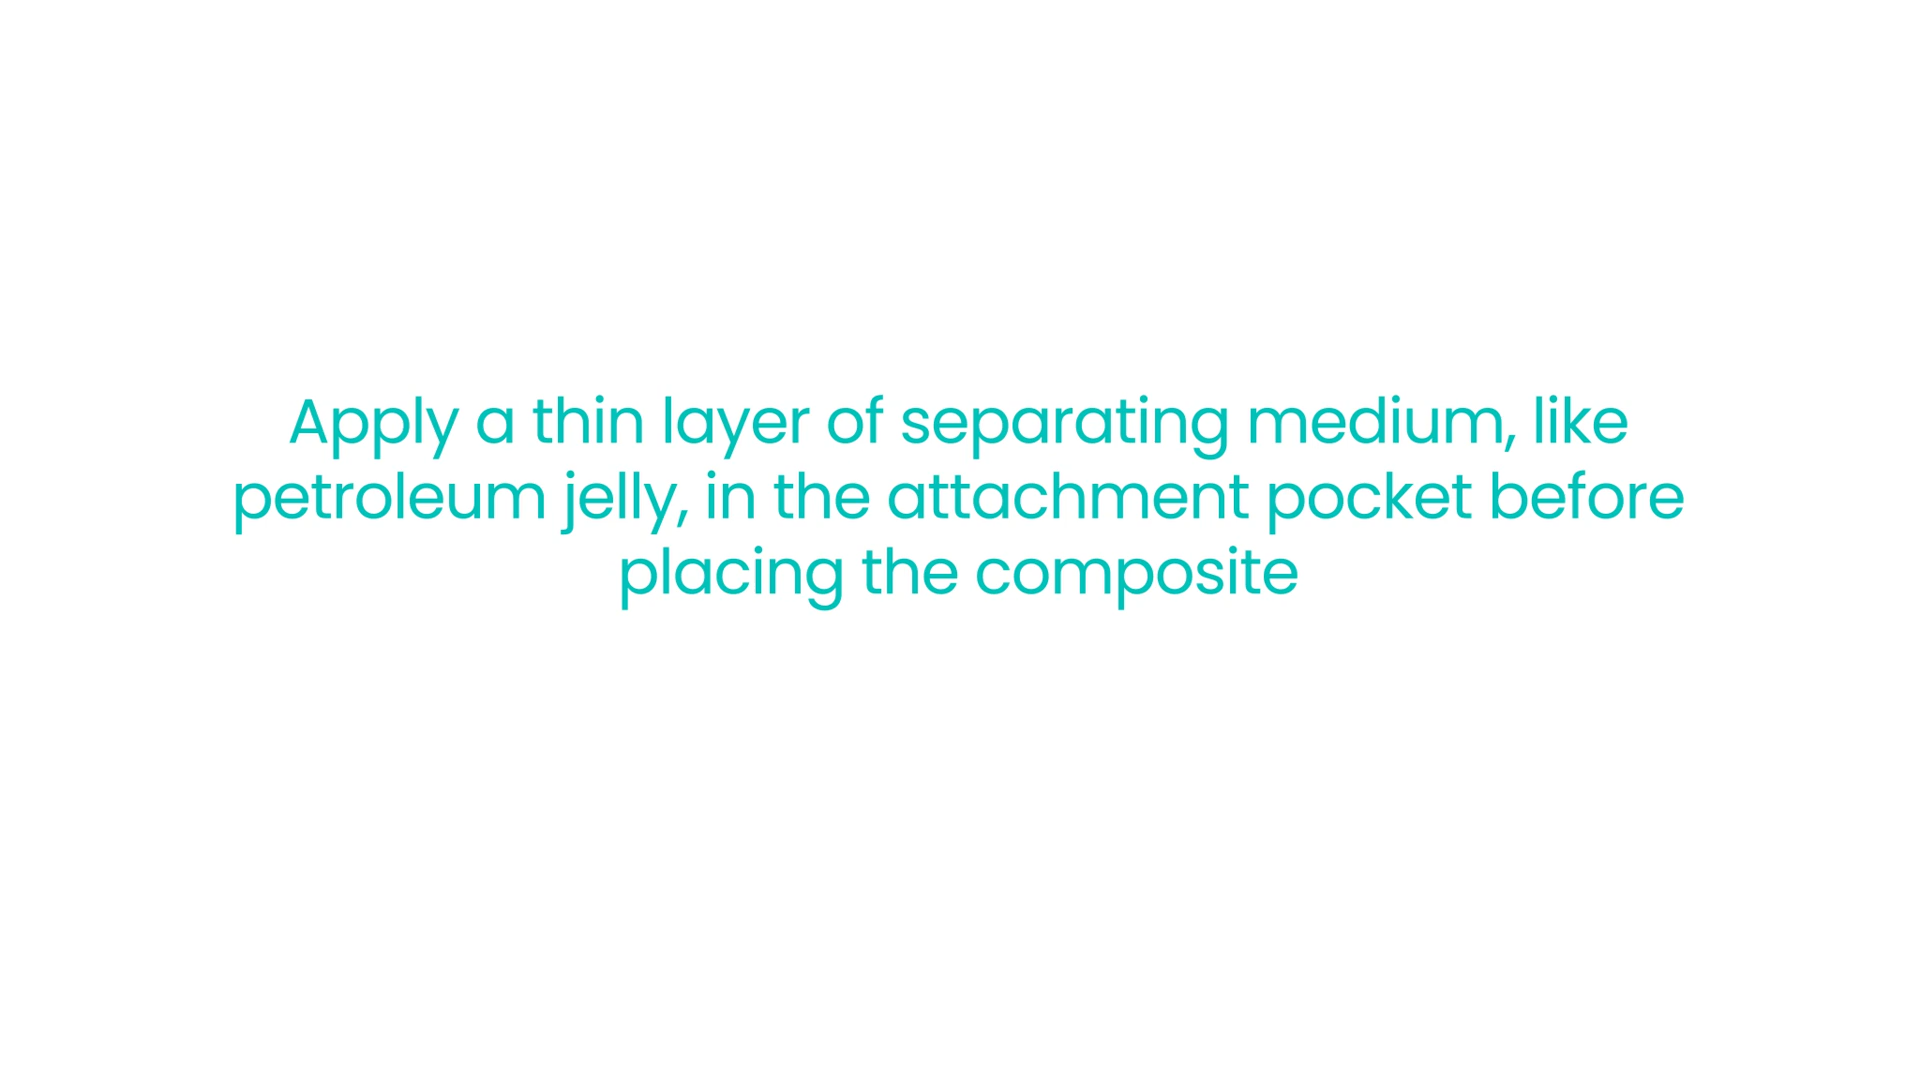 Apply a thin layer of separating medium, like
petroleum jelly, in the attachment pocket before
placing the composite